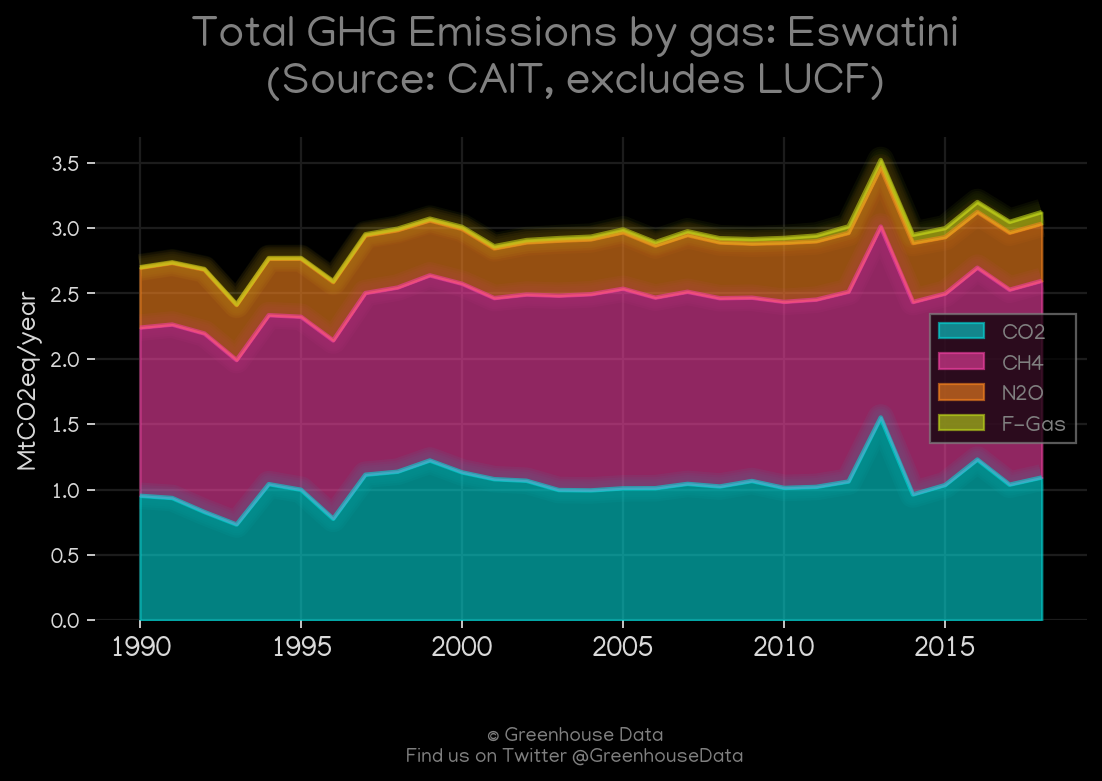 Total GHG Emissions by gas: Eswatini
(Source: CAIT, excludes LUCF)
MtCO2eq/year
3.5
3.0
2.5
2.0
1.5
1.0
0.5
0.0
CO2
CH4
N2O
F-Gas
1990 1995 2000 2005 2010 2015
© Greenhouse Data
Find us on Twitter @GreenhouseData